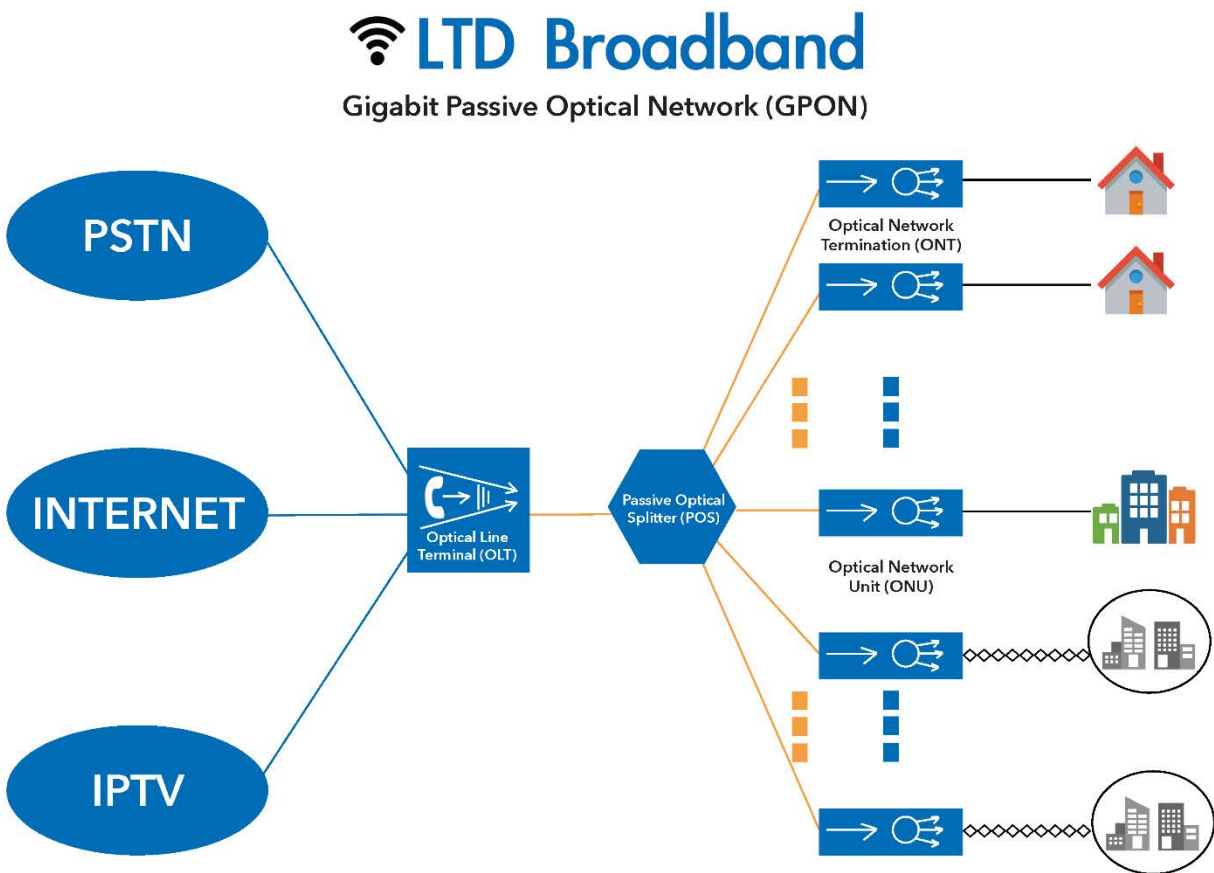 LTD Broadband
Gigabit Passive Optical Network (GPON)
PSTN
INTERNET
IPTV
Optical Line
Terminal (OLT)
Passive Optical
Splitter (POS)
Optical Network
Termination (ONT)
Optical Network
Unit (ONU)